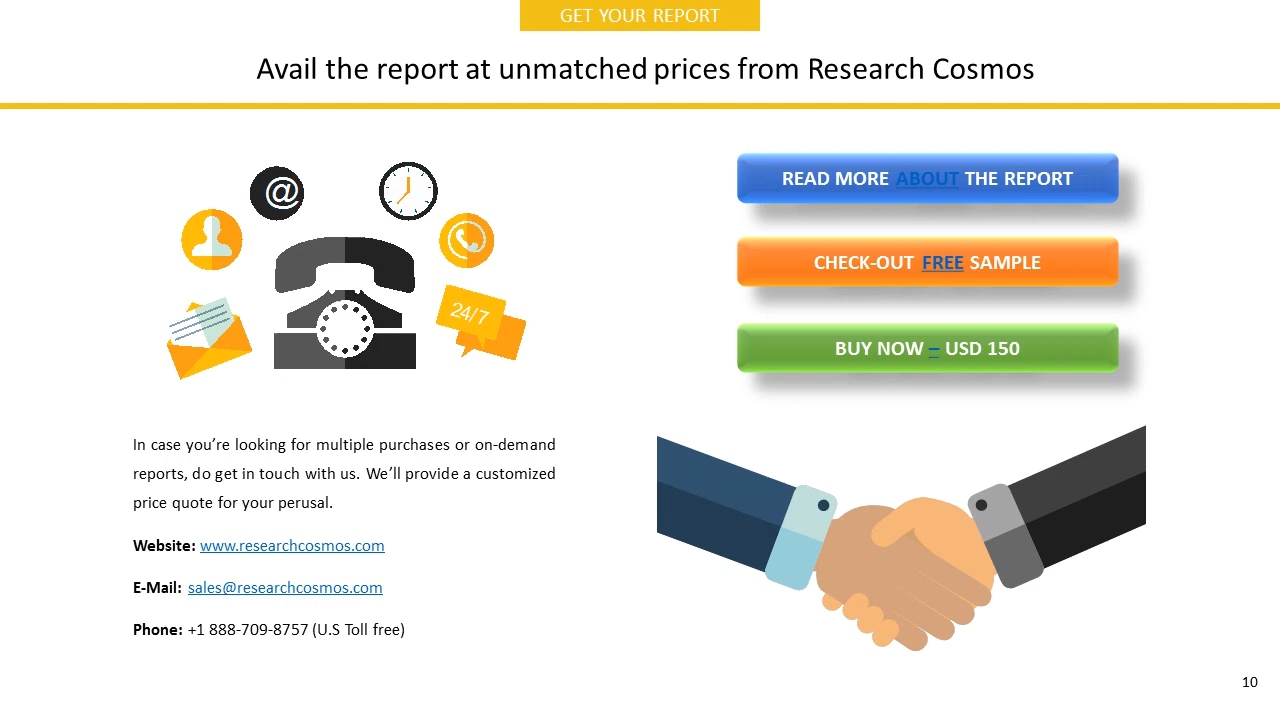 GET YOUR REPORT
Avail the report at unmatched prices from Research Cosmos
@
24/7
READ MORE ABOUT THE REPORT
CHECK-OUT FREE SAMPLE
BUY NOW – USD 150
In case you’re looking for multiple purchases or on-demand
reports, do get in touch with us. We’ll provide a customized
price quote for your perusal.
Website: www.researchcosmos.com
E-Mail: sales@researchcosmos.com
Phone: +1 888-709-8757 (U.S Toll free)
10